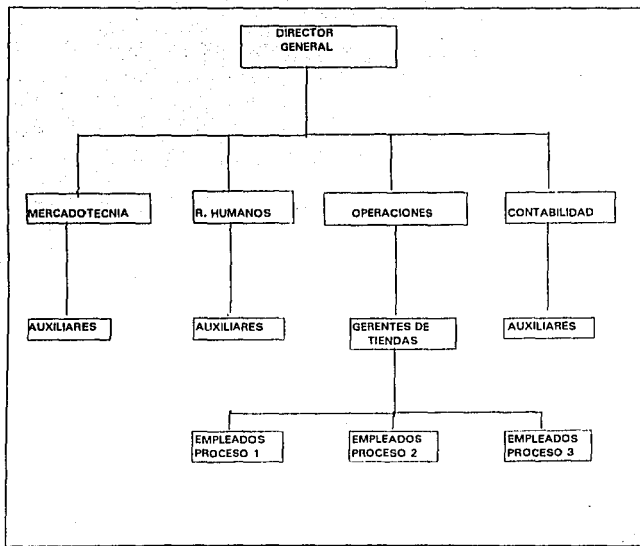 DIRECTOR
GENERAL
MERCADOTECNIA
R. HUMANOS
OPERACIONES
CONTABILIDAD
AUXILIARES
AUXILIARES
GERENTES DE
TIENDAS
AUXILIARES
EMPLEADOS
PROCESO 1
EMPLEADOS
PROCESO 2
EMPLEADOS
PROCESO 3